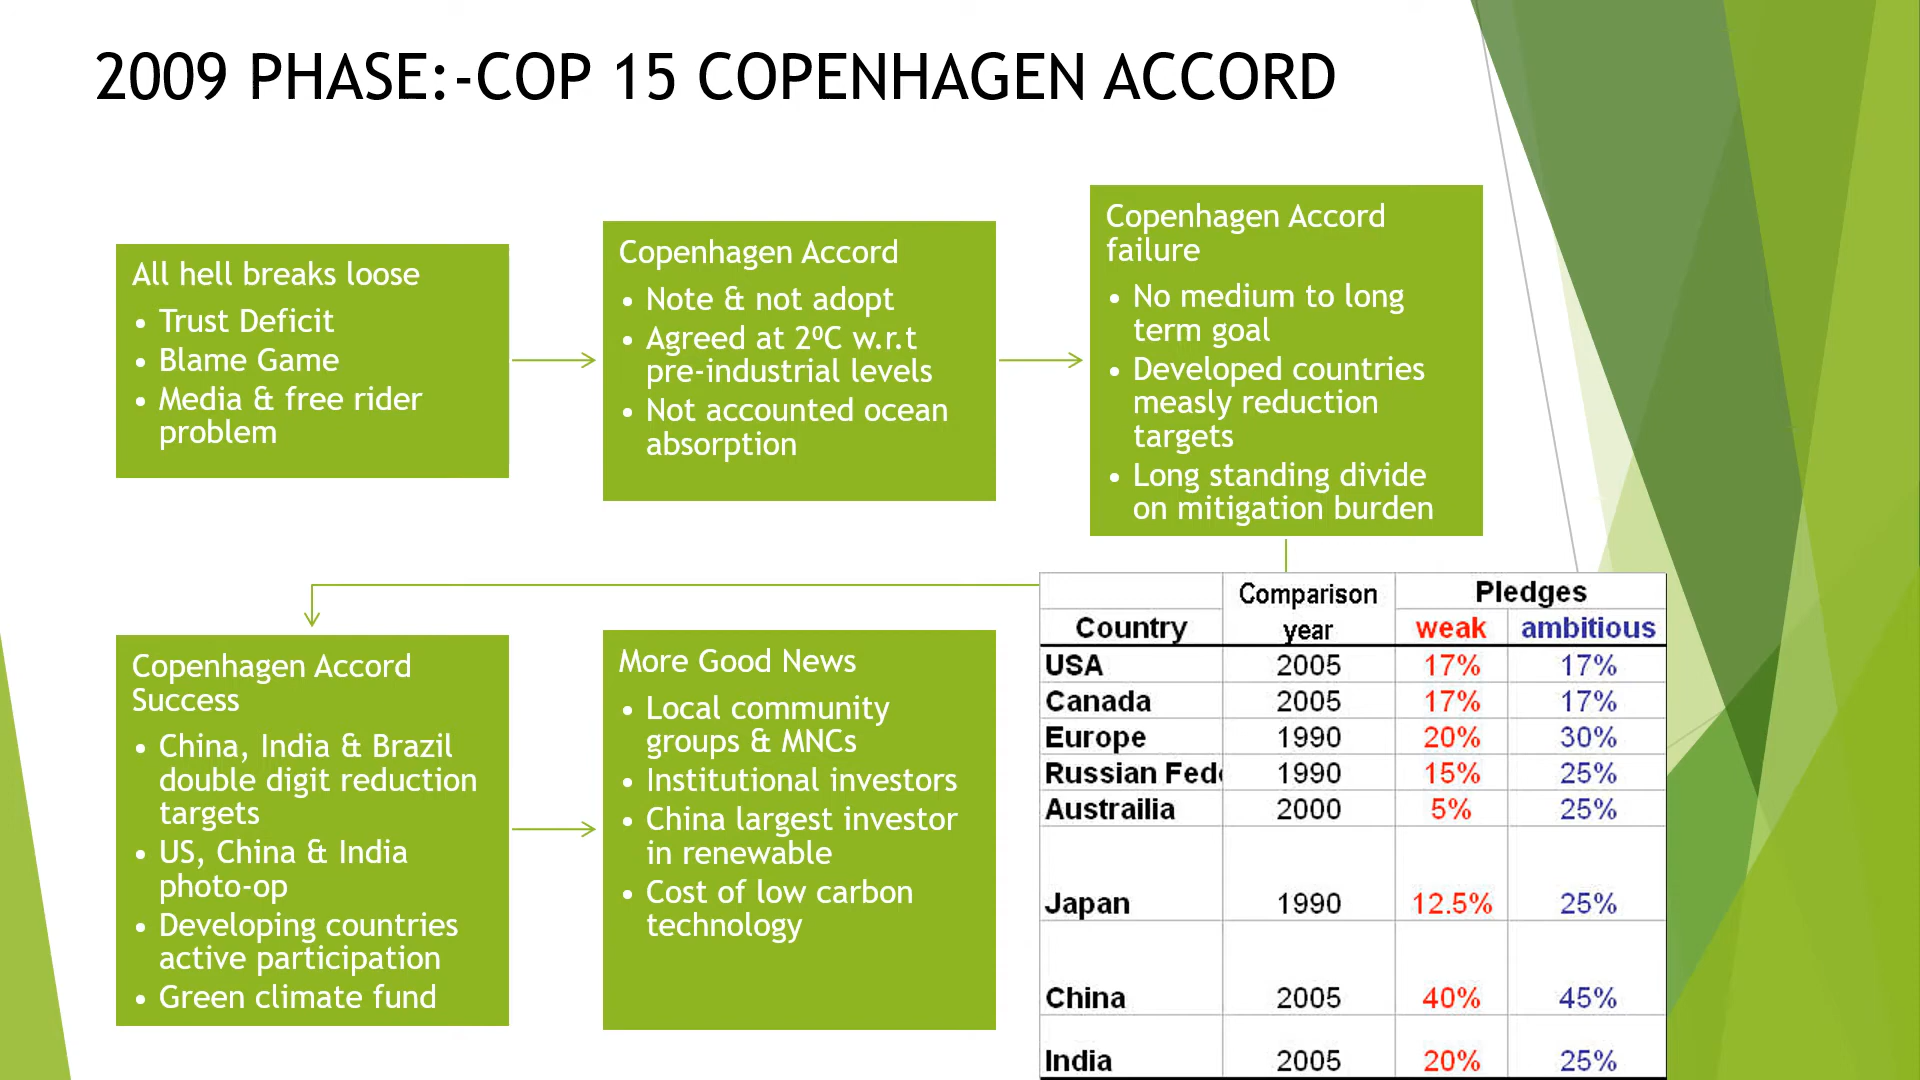 2009 PHASE:-COP 15 COPENHAGEN ACCORD
All hell breaks loose
• Trust Deficit
• Blame Game
• Media & free rider
problem
Copenhagen Accord
• Note & not adopt
• Agreed at 2⁰C w.r.t
pre-industrial levels
• Not accounted ocean
absorption
Copenhagen Accord
failure
• No medium to long
term goal
• Developed countries
measly reduction
targets
• Long standing divide
on mitigation burden
Copenhagen Accord
Success
• China, India & Brazil
double digit reduction
targets
• US, China & India
photo-op
• Developing countries
active participation
• Green climate fund
More Good News
• Local community
groups & MNCs
• Institutional investors
• China largest investor
in renewable
• Cost of low carbon
technology
Comparison Pledges
Country year weak ambitious
USA 2005 17% 17%
Canada 2005 17% 17%
Europe 1990 20% 30%
Russian Fed 1990 15% 25%
Austrailia 2000 5% 25%
Japan 1990 12.5% 25%
China 2005 40% 45%
India 2005 20% 25%